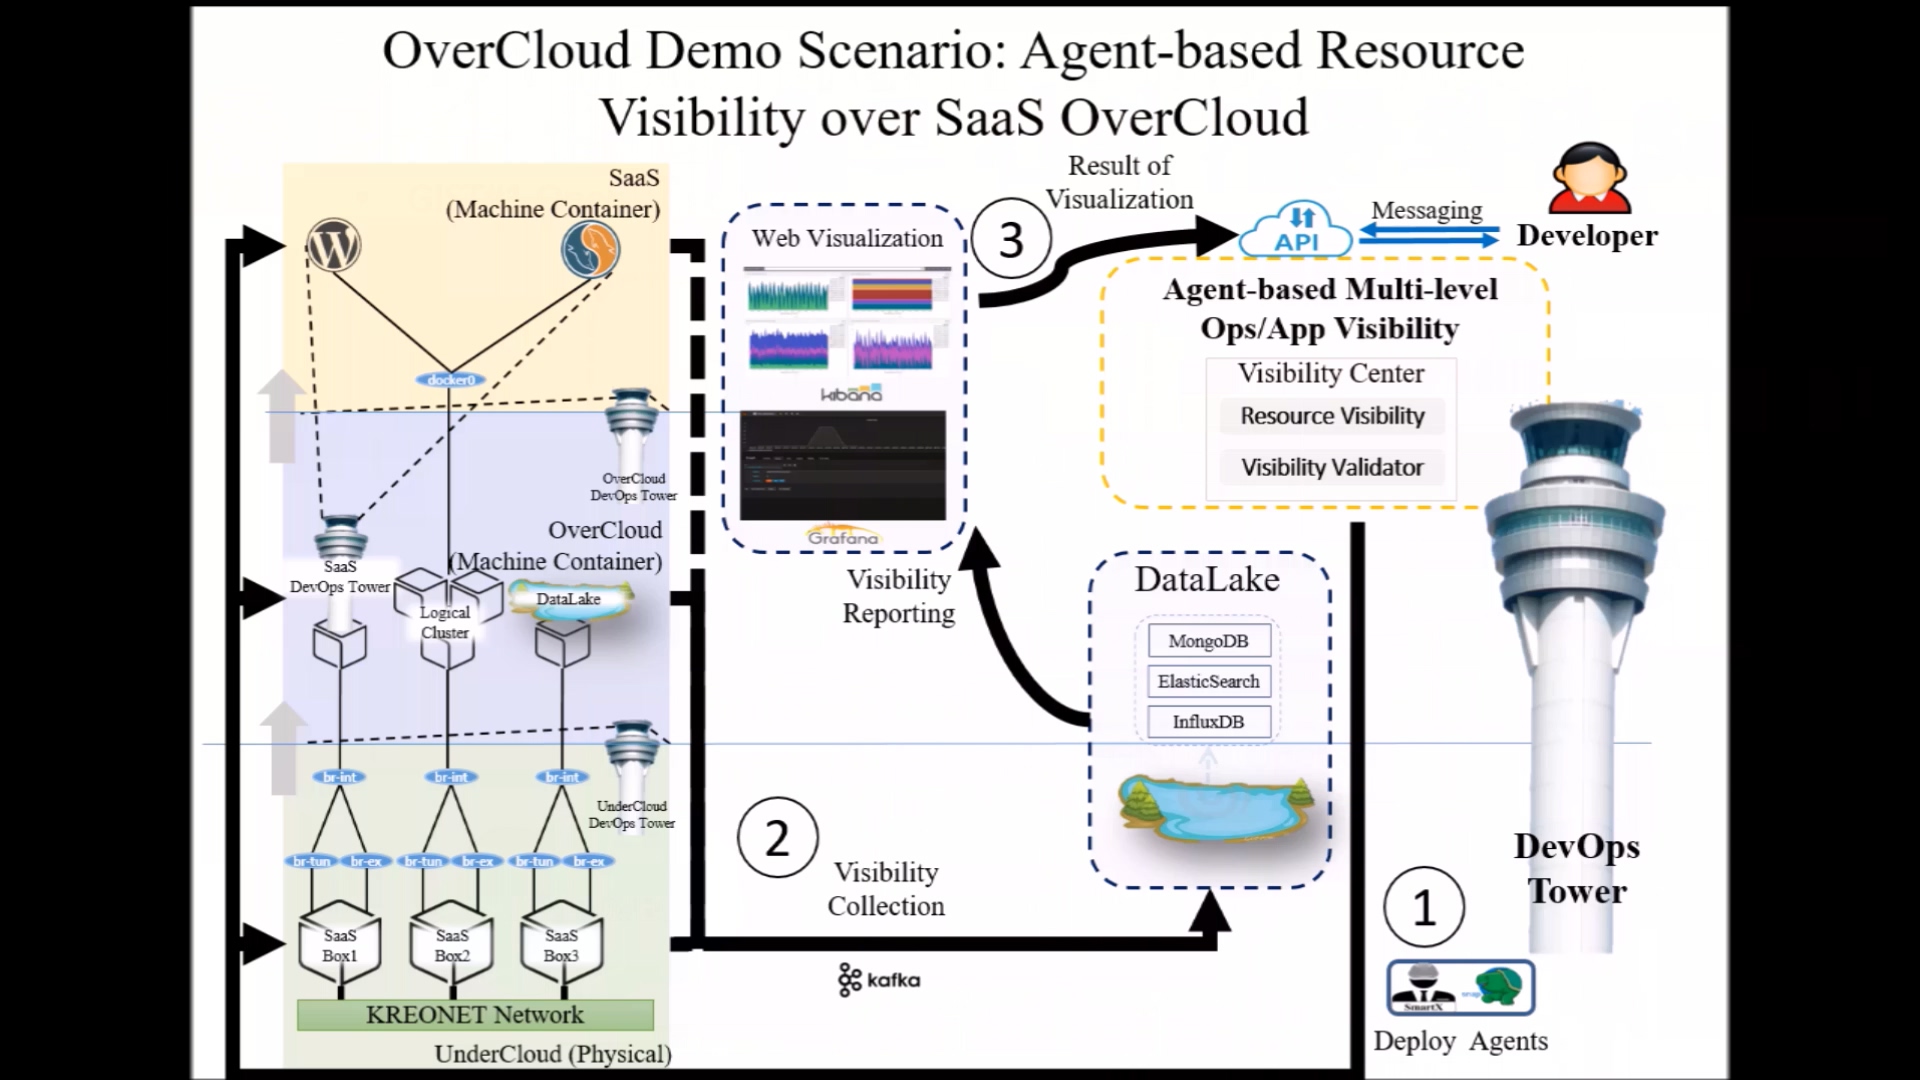 OverCloud Demo Scenario: Agent-based Resource
Visibility over SaaS OverCloud
SaaS
(Machine Container)
docker0
OverCloud
DevOps Tower
OverCloud
(Machine Container)
SaaS
DevOps Tower
Logical
Cluster
DataLake
br-int
br-int
br-int
UnderCloud
DevOps Tower
br-tun
br-ex
br-tun
br-ex
br-tun
br-ex
SaaS
Box1
SaaS
Box2
SaaS
Box3
KREONET Network
UnderCloud (Physical)
Web Visualization
kibana
Grafana
3
Result of
Visualization
API
Messaging
Developer
Agent-based Multi-level
Ops/App Visibility
Visibility Center
Resource Visibility
Visibility Validator
Visibility
Reporting
DataLake
MongoDB
ElasticSearch
InfluxDB
2
Visibility
Collection
kafka
DevOps
Tower
1
SmartX
snap
Deploy Agents